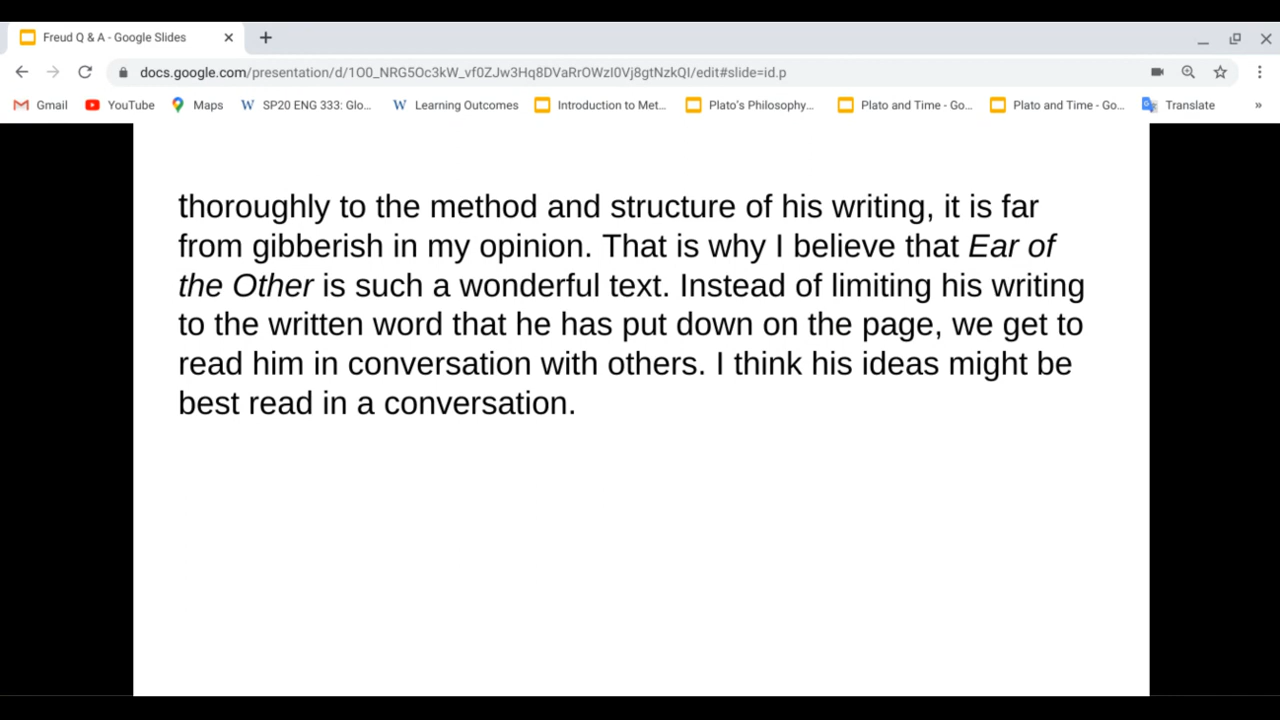 Freud Q & A - Google Slides
docs.google.com/presentation/d/1O0_NRG5Oc3kW_vf0ZJw3Hq8DVaRrOWzI0Vj8gtNzkQI/edit#slide=id.p
Gmail YouTube Maps SP20 ENG 333: Glo... Learning Outcomes Introduction to Met... Plato's Philosophy... Plato and Time - Go... Plato and Time - Go... Translate »
thoroughly to the method and structure of his writing, it is far
from gibberish in my opinion. That is why I believe that Ear of
the Other is such a wonderful text. Instead of limiting his writing
to the written word that he has put down on the page, we get to
read him in conversation with others. I think his ideas might be
best read in a conversation.